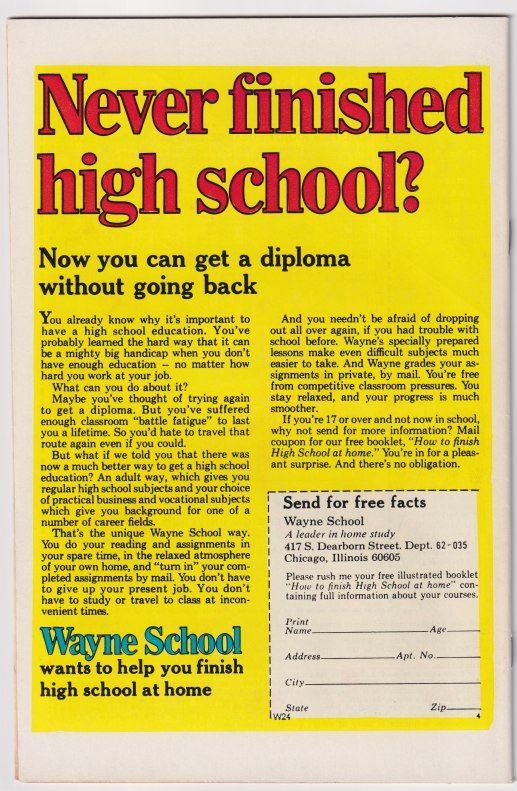 Never finished
high school?
Now you can get a diploma
without going back
You already know why it's important to
have a high school education. You've
probably learned the hard way that it can
be a mighty big handicap when you don't
have enough education — no matter how
hard you work at your job.
What can you do about it?
Maybe you've thought of trying again
to get a diploma. But you've suffered
enough classroom "battle fatigue" to last
you a lifetime. So you'd hate to travel that
route again even if you could.
But what if we told you that there was
now a much better way to get a high school
education? An adult way, which gives you
regular high school subjects and your choice
of practical business and vocational subjects
which give you background for one of a
number of career fields.
That's the unique Wayne School way.
You do your reading and assignments in
your spare time, in the relaxed atmosphere
of your own home, and "turn in" your com-
pleted assignments by mail. You don't have
to give up your present job. You don't
have to study or travel to class at incon-
venient times.
Wayne School
wants to help you finish
high school at home
And you needn't be afraid of dropping
out all over again, if you had trouble with
school before. Wayne's specially prepared
lessons make even difficult subjects much
easier to take. And Wayne grades your as-
signments in private, by mail. You're free
from competitive classroom pressures. You
stay relaxed, and your progress is much
smoother.
If you're 17 or over and not now in school,
why not send for more information? Mail
coupon for our free booklet, "How to finish
High School at home." You're in for a pleas-
ant surprise. And there's no obligation.
Send for free facts
Wayne School
A leader in home study
417 S. Dearborn Street. Dept. 62-035
Chicago, Illinois 60605
Please rush me your free illustrated booklet
"How to finish High School at home" con-
taining full information about your courses.
Print
Name Age
Address Apt. No.
City
State Zip
W24 4